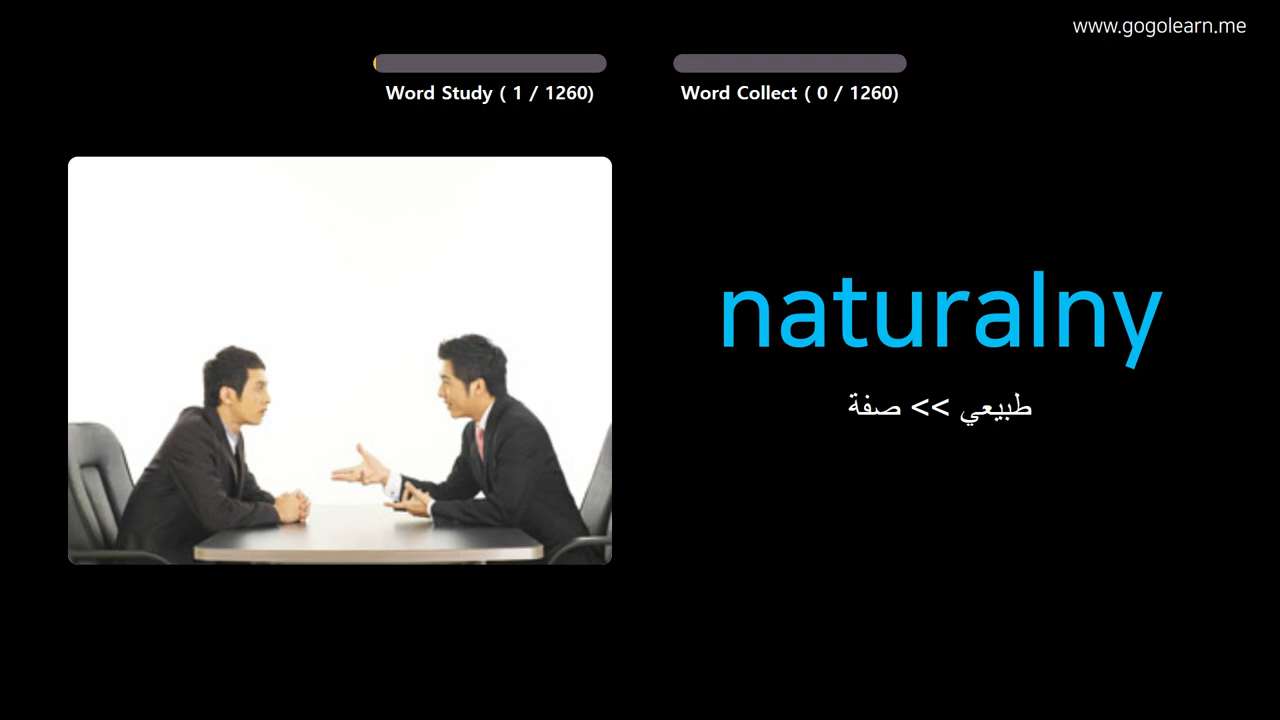 www.gogolearn.me
Word Study ( 1 / 1260)
Word Collect ( 0 / 1260)
naturalny
طبيعي >> صفة